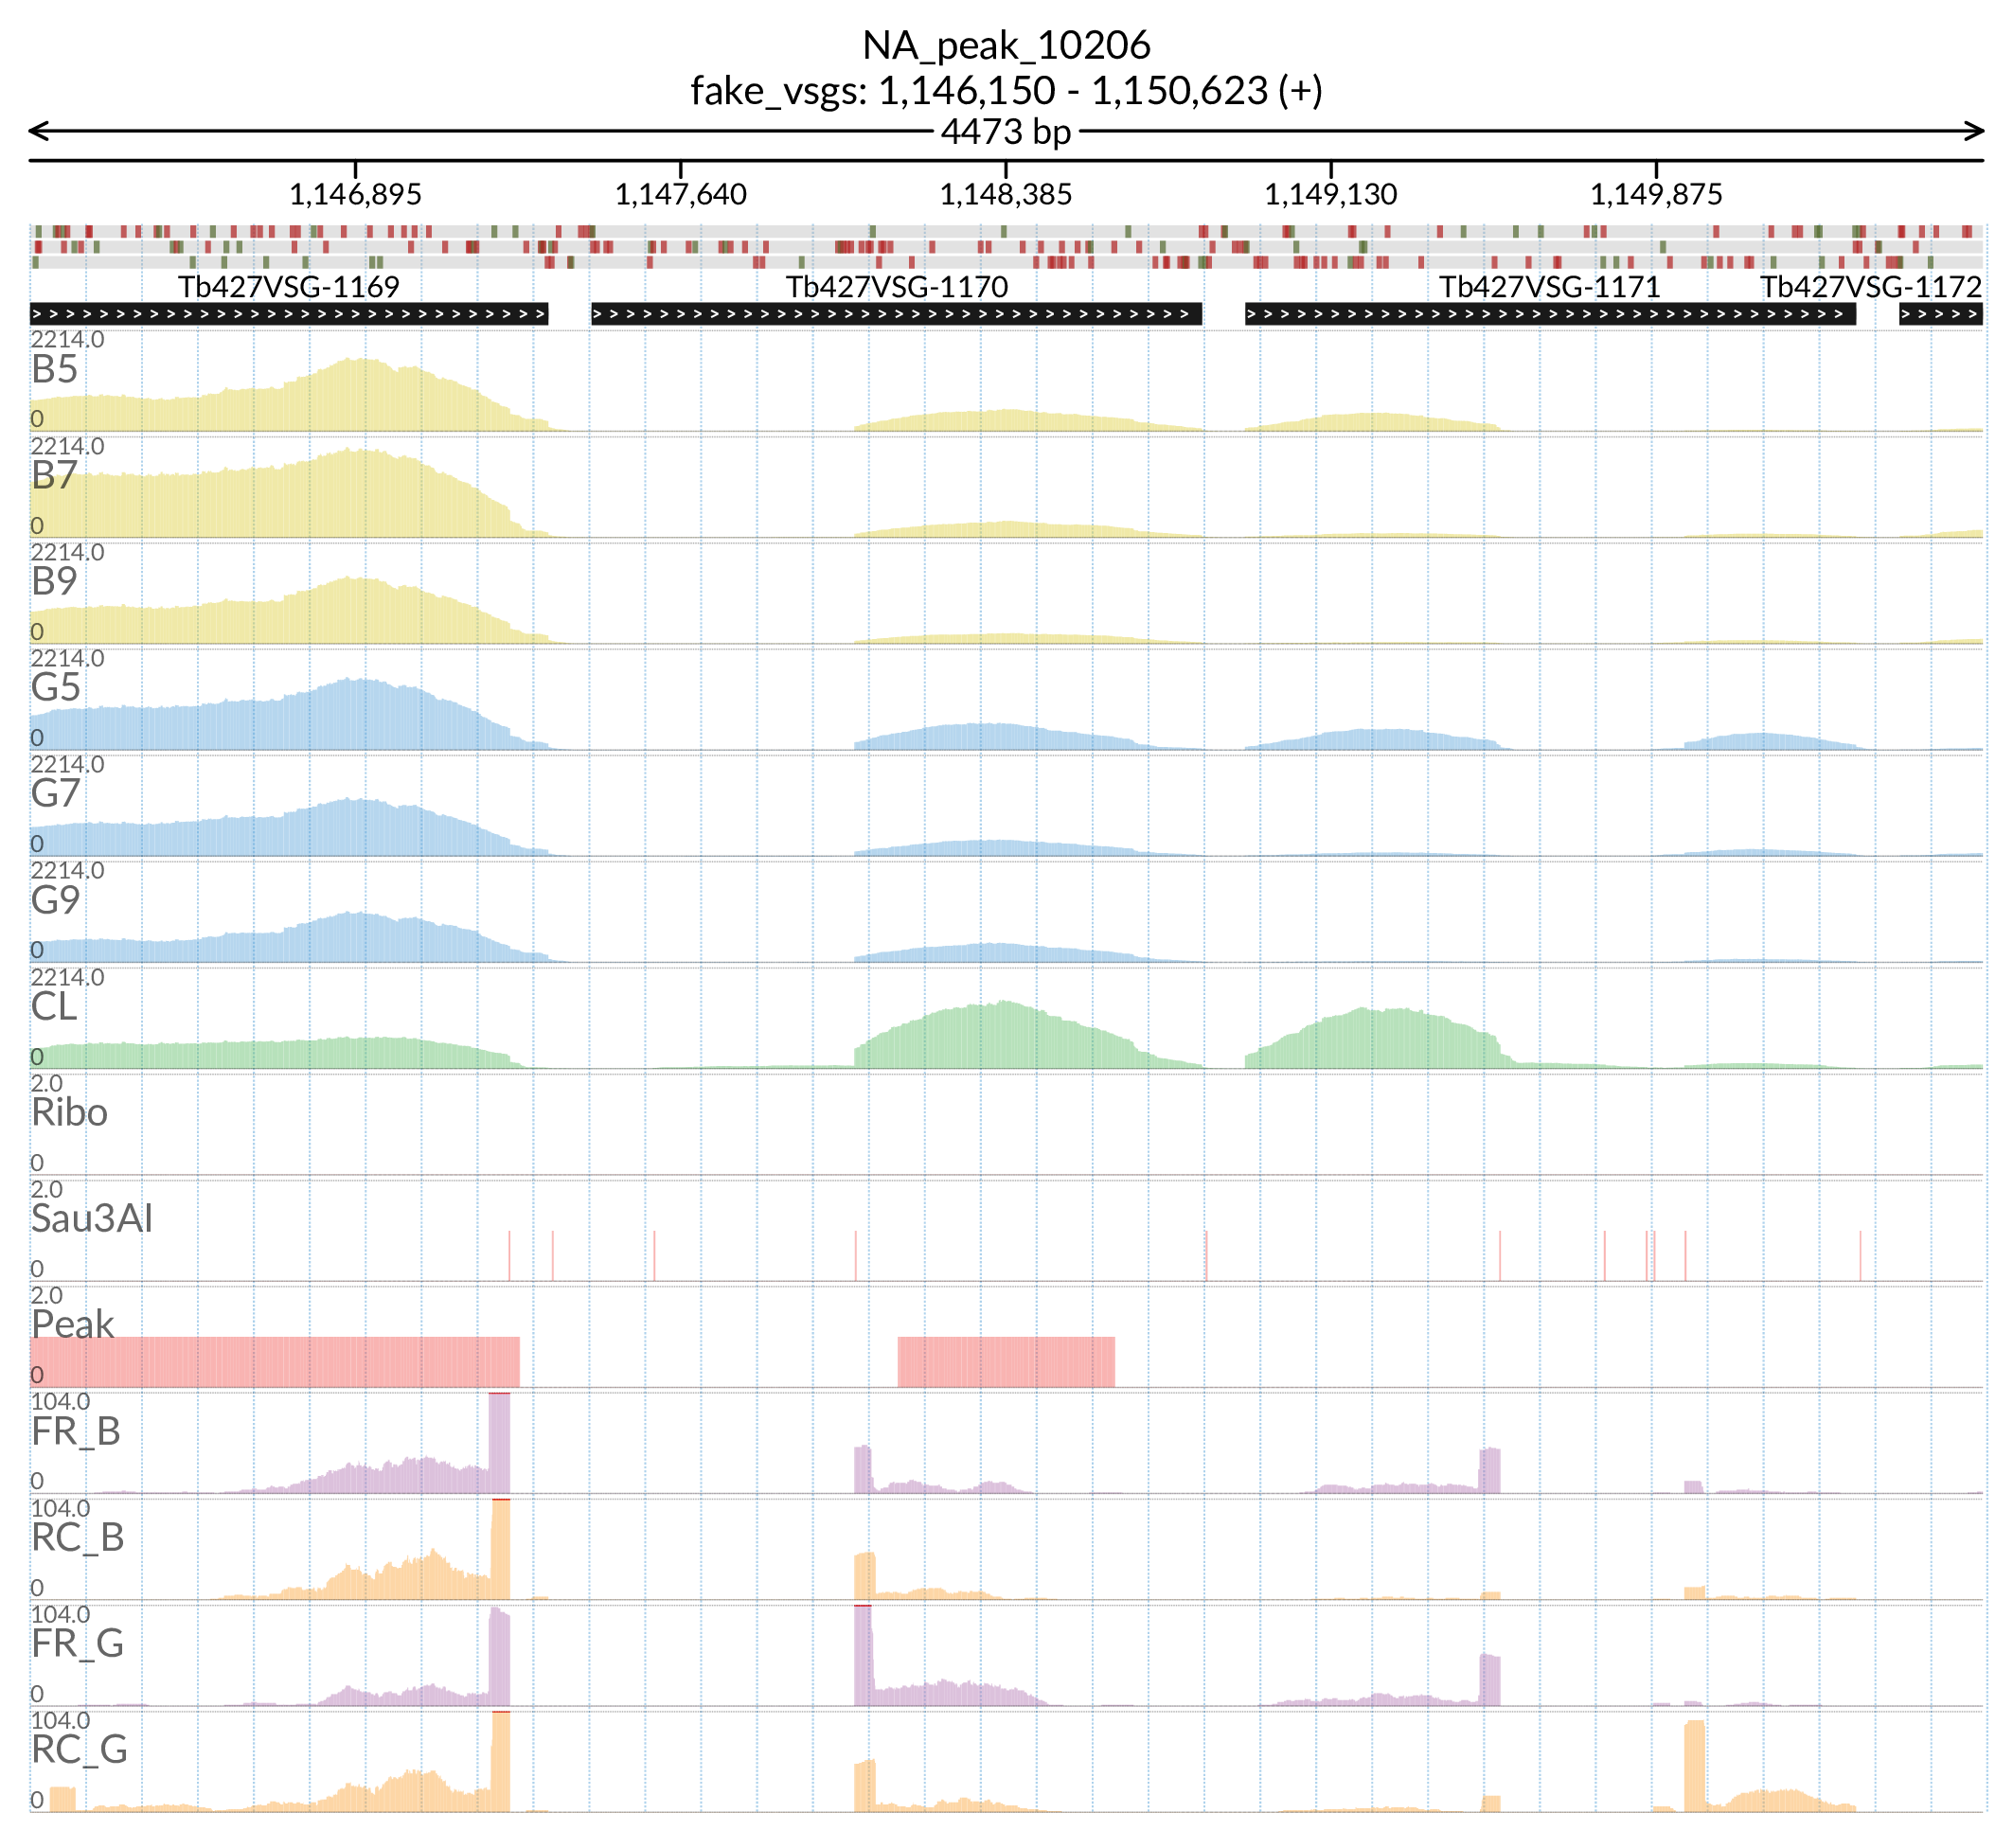 NA_peak_10206
fake_vsgs: 1,146,150 - 1,150,623 (+)
4473 bp
1,146,895 1,147,640 1,148,385 1,149,130 1,149,875
Tb427VSG-1169 Tb427VSG-1170 Tb427VSG-1171 Tb427VSG-1172
2214.0
B5
0
2214.0
B7
0
2214.0
B9
0
2214.0
G5
0
2214.0
G7
0
2214.0
G9
0
2214.0
CL
0
2.0
Ribo
0
2.0
Sau3AI
0
2.0
Peak
0
104.0
FR_B
0
104.0
RC_B
0
104.0
FR_G
0
104.0
RC_G
0